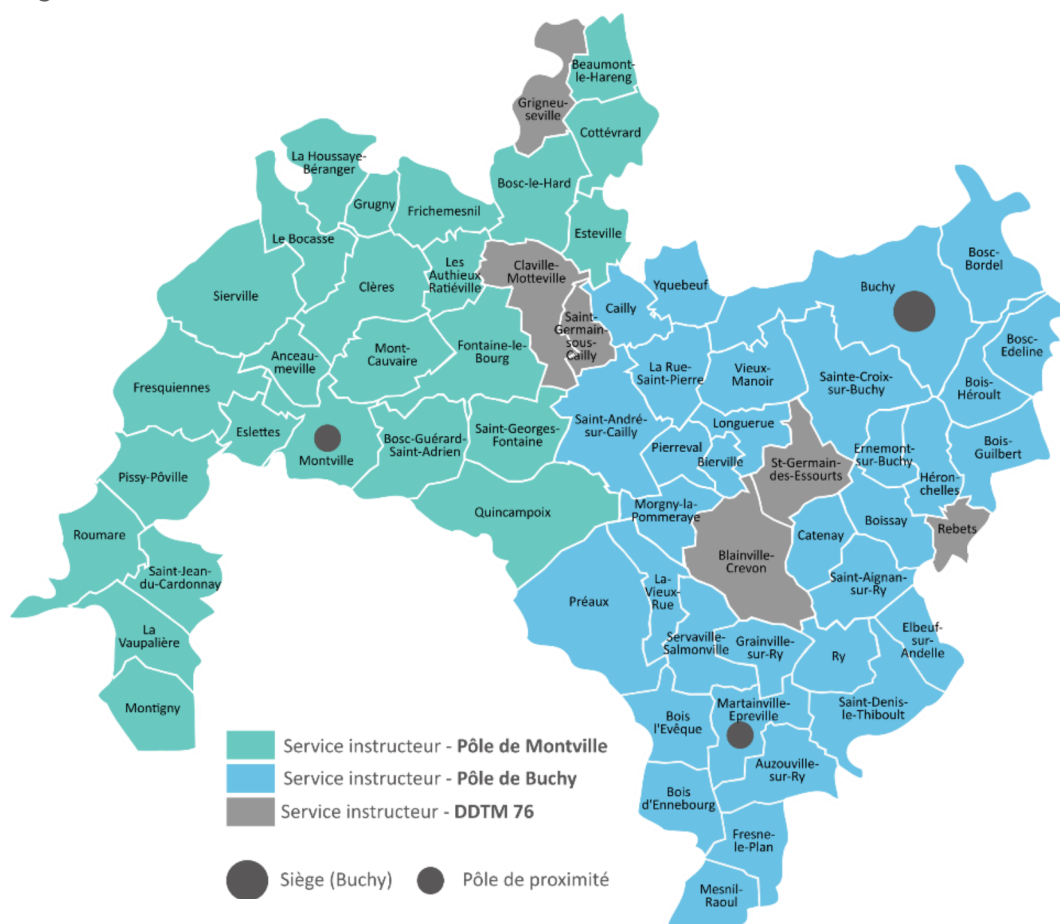 Beaumont-
le-Hareng
Grigneu-
seville
Cottévrard
La Houssaye-
Béranger
Bosc-le-Hard
Grugny
Frichemesnil
Esteville
Le Bocasse
Bosc-
Bordel
Les
Authieux
Ratiéville
Claville-
Motteville
Yquebeuf
Buchy
Clères
Sierville
Cailly
Saint-
Germain
sous-
Cailly
Bosc-
Edeline
Mont-
Cauvaire
Fontaine-le-
Bourg
Anceau-
meville
La Rue-
Saint-Pierre
Vieux-
Manoir
Sainte-Croix-
sur-Buchy
Bois-
Héroult
Fresquiennes
Saint-André-
sur-Cailly
Longuerue
Eslettes
Montville
Bosc-Guérard-
Saint-Adrien
Saint-Georges-
Fontaine
Pierreval
Bierville
St-Germain-
des-Essourts
Ernemont-
sur-Buchy
Bois-
Guilbert
Pissy-Pôville
Héron-
chelles
Quincampoix
Morgny-la-
Pommeraye
Boissay
Rebets
Roumare
Catenay
Blainville-
Crevon
Saint-Jean-
du-Cardonnay
La-
Vieux-
Rue
Saint-Aignan-
sur-Ry
Préaux
La
Vaupalière
Servaville-
Salmonville
Grainville-
sur-Ry
Ry
Elbeuf-
sur-
Andelle
Montigny
Bois
l'Evêque
Martainville-
Epreville
Saint-Denis-
le-Thiboult
Auzouville-
sur-Ry
Bois
d'Ennebourg
Fresne-
le-Plan
Mesnil-
Raoul
Service instructeur - Pôle de Montville
Service instructeur - Pôle de Buchy
Service instructeur - DDTM 76
Siège (Buchy)
Pôle de proximité